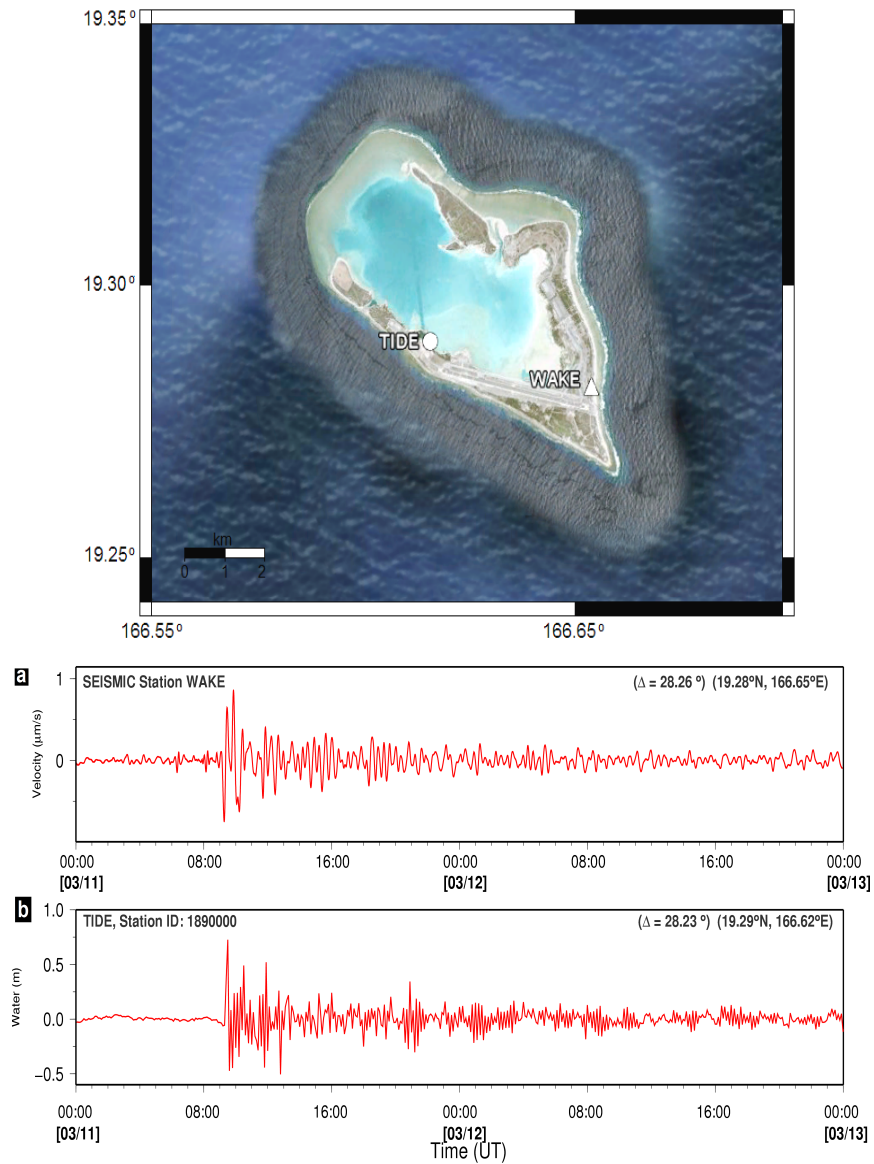 19.35°
19.30°
TIDE
WAKE
19.25°
km
0 1 2
166.55° 166.65°
a
SEISMIC Station WAKE (Δ = 28.26 º) (19.28ºN, 166.65ºE)
1
0
Velocity (μm/s)
00:00 08:00 16:00 00:00 08:00 16:00 00:00
[03/11] [03/12] [03/13]
b
TIDE, Station ID: 1890000 (Δ = 28.23 º) (19.29ºN, 166.62ºE)
1.0
0.5
0.0
−0.5
Water (m)
00:00 08:00 16:00 00:00 08:00 16:00 00:00
[03/11] [03/12] [03/13]
Time (UT)